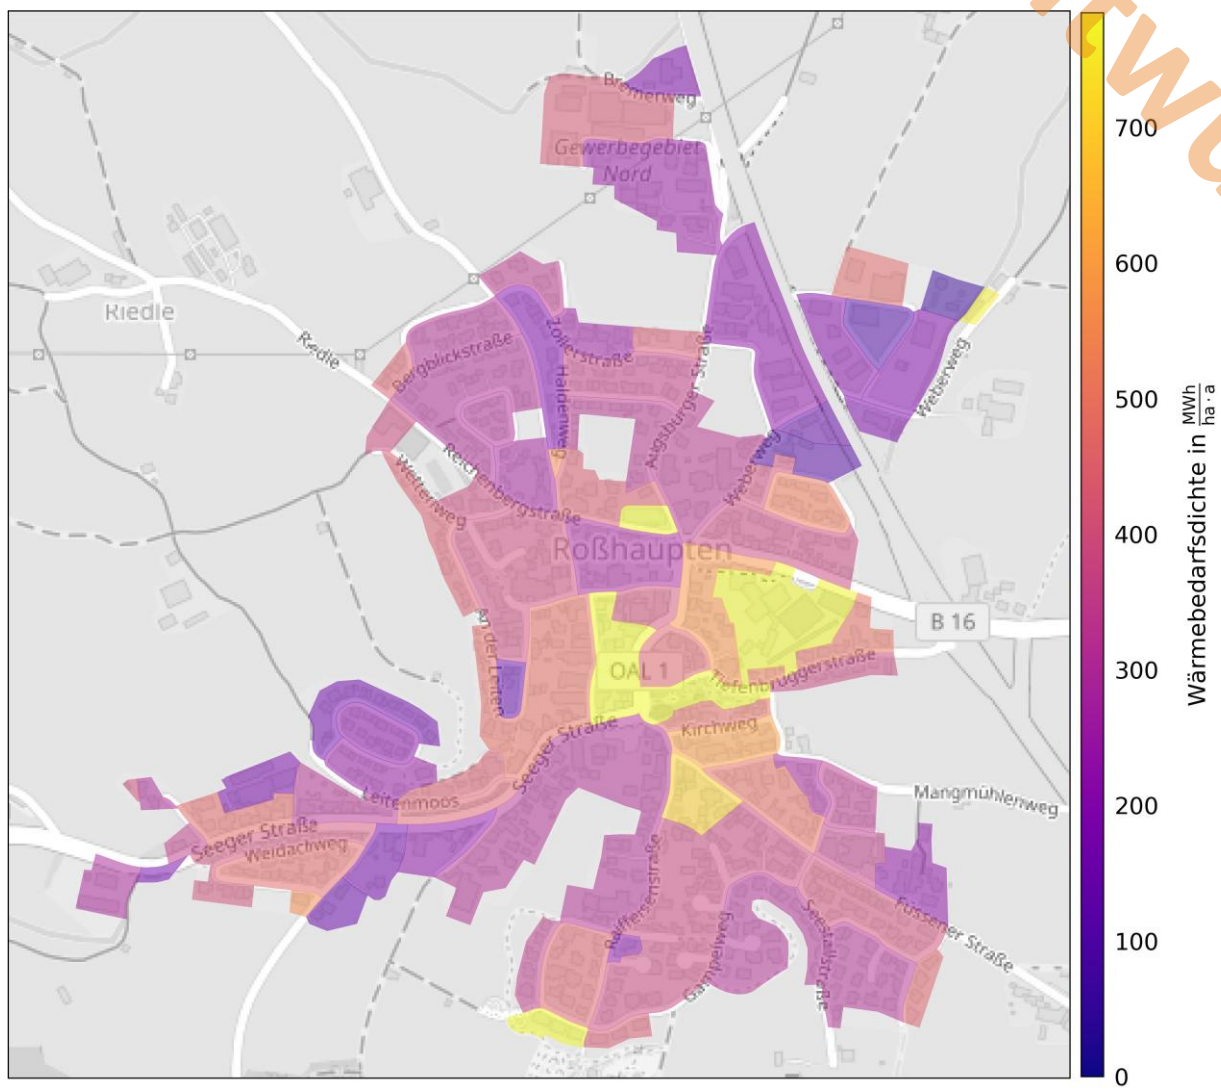 Bremerweg
Gewerbegebiet
Nord
Riedle
Riedle
Zollerstraße
Bergblickstraße
Haldenweg
Augsburger Straße
Weberweg
Weberweg
Reichenbergstraße
Wettenweg
Roßhaupten
B 16
An der Leiten
OAL 1
Tiefenbruggerstraße
Kirchweg
Seeger Straße
Leitenmoos
Mangmühlenweg
Seeger Straße
Weidachweg
Raiffeisenstraße
Füssener Straße
Seestallstraße
Gampelweg
700
600
500
400
300
200
100
0
Wärmebedarfsdichte in MWh
ha · a